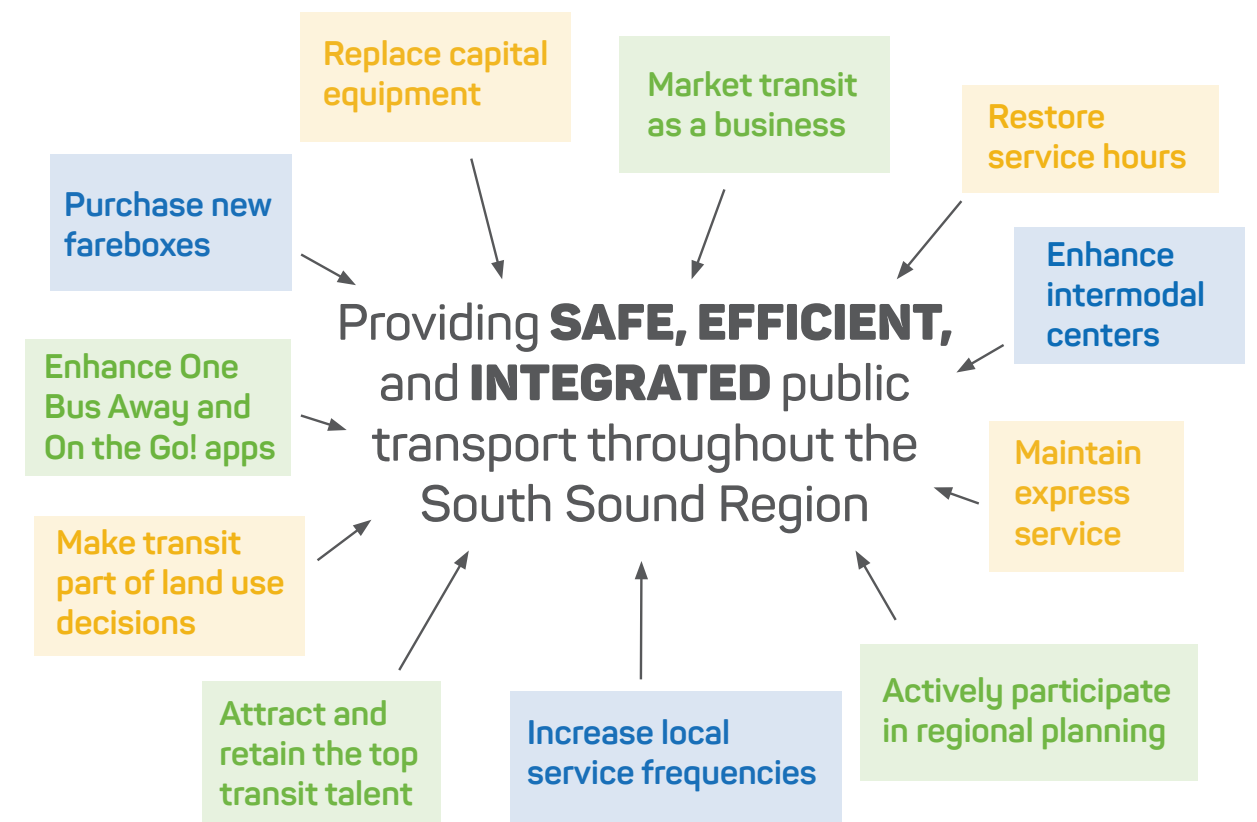 Replace capital
equipment
Market transit
as a business
Restore
service hours
Purchase new
fareboxes
Enhance
intermodal
centers
Providing SAFE, EFFICIENT,
and INTEGRATED public
transport throughout the
South Sound Region
Enhance One
Bus Away and
On the Go! apps
Maintain
express
service
Make transit
part of land use
decisions
Attract and
retain the top
transit talent
Increase local
service frequencies
Actively participate
in regional planning